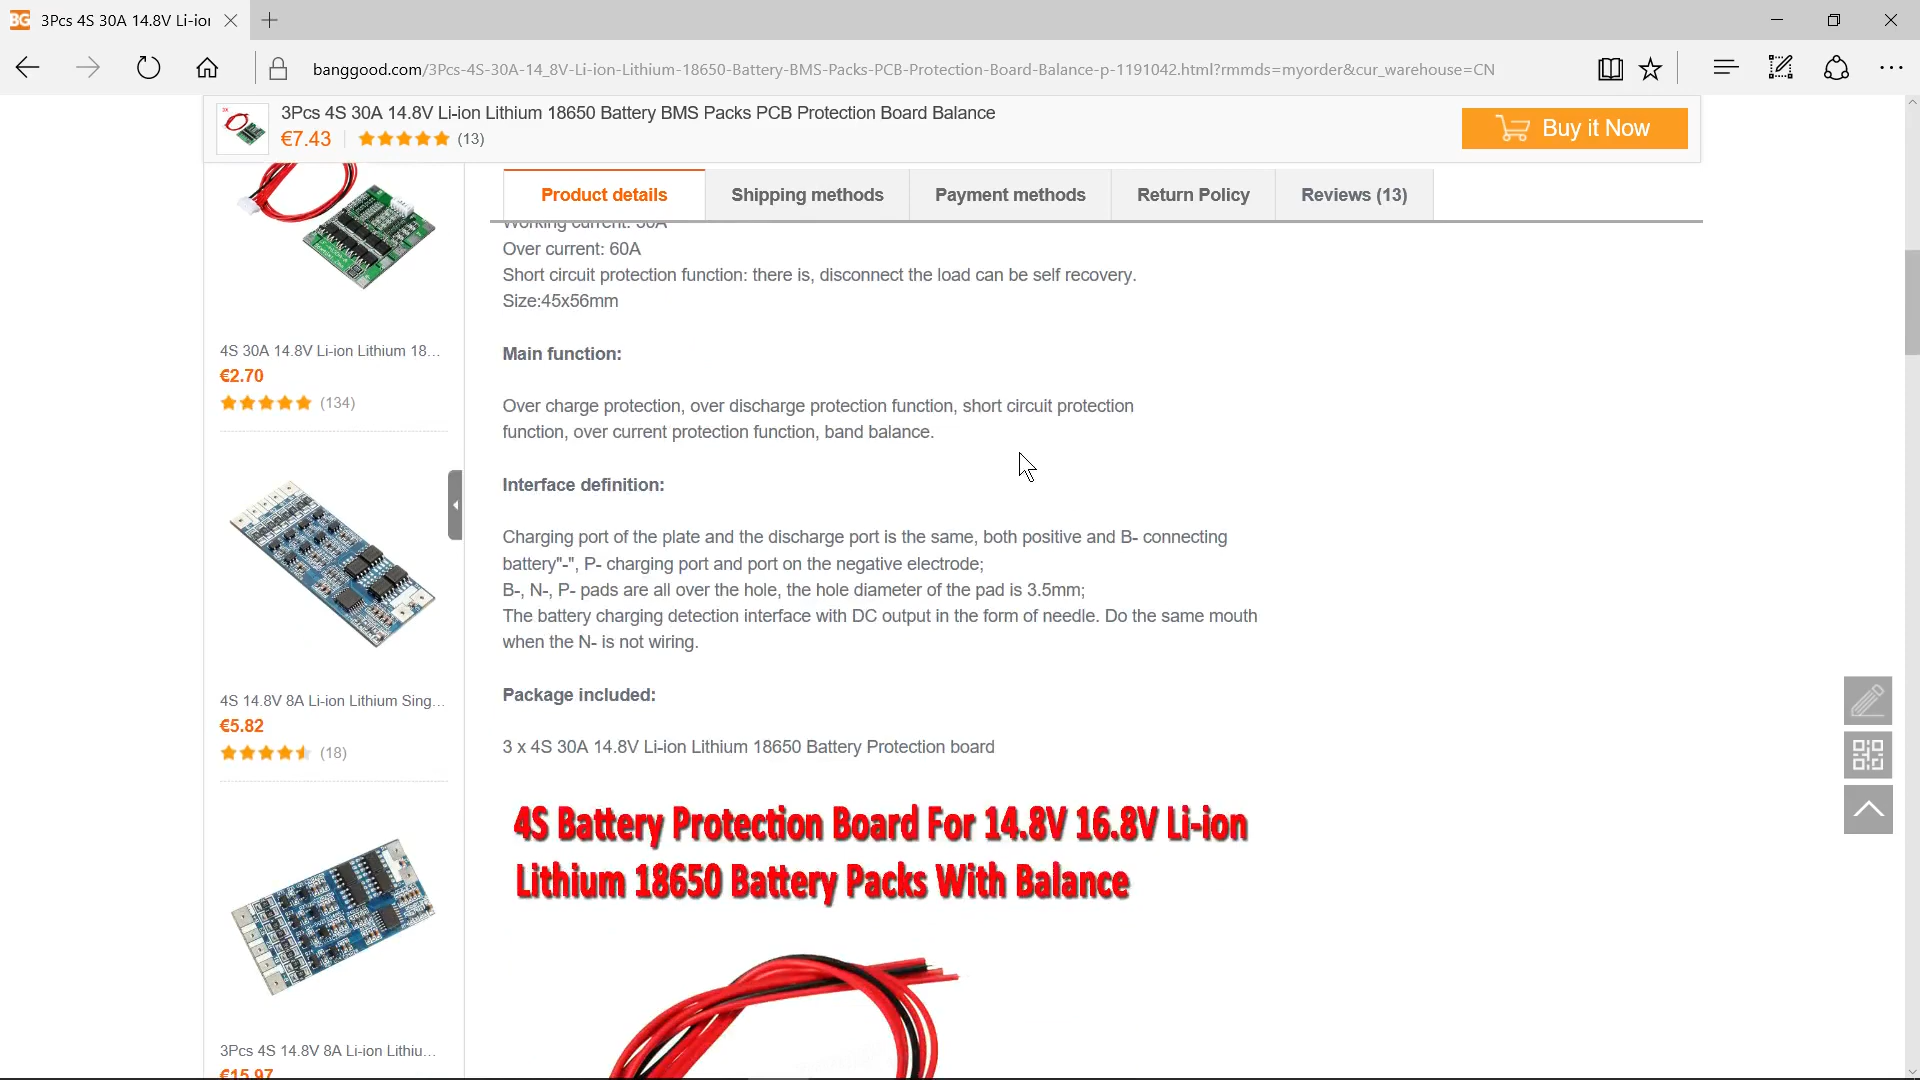 3Pcs 4S 30A 14.8V Li-ior
banggood.com/3Pcs-4S-30A-14_8V-Li-ion-Lithium-18650-Battery-BMS-Packs-PCB-Protection-Board-Balance-p-1191042.html?rmmds=myorder&cur_warehouse=CN
3Pcs 4S 30A 14.8V Li-ion Lithium 18650 Battery BMS Packs PCB Protection Board Balance
€7.43 (13)
Buy it Now
Product details Shipping methods Payment methods Return Policy Reviews (13)
Working current: 30A
Over current: 60A
Short circuit protection function: there is, disconnect the load can be self recovery.
Size:45x56mm
Main function:
Over charge protection, over discharge protection function, short circuit protection
function, over current protection function, band balance.
Interface definition:
Charging port of the plate and the discharge port is the same, both positive and B- connecting
battery"-", P- charging port and port on the negative electrode;
B-, N-, P- pads are all over the hole, the hole diameter of the pad is 3.5mm;
The battery charging detection interface with DC output in the form of needle. Do the same mouth
when the N- is not wiring.
Package included:
3 x 4S 30A 14.8V Li-ion Lithium 18650 Battery Protection board
4S Battery Protection Board For 14.8V 16.8V Li-ion
Lithium 18650 Battery Packs With Balance
4S 30A 14.8V Li-ion Lithium 18...
€2.70
(134)
4S 14.8V 8A Li-ion Lithium Sing...
€5.82
(18)
3Pcs 4S 14.8V 8A Li-ion Lithiu...
€15.97